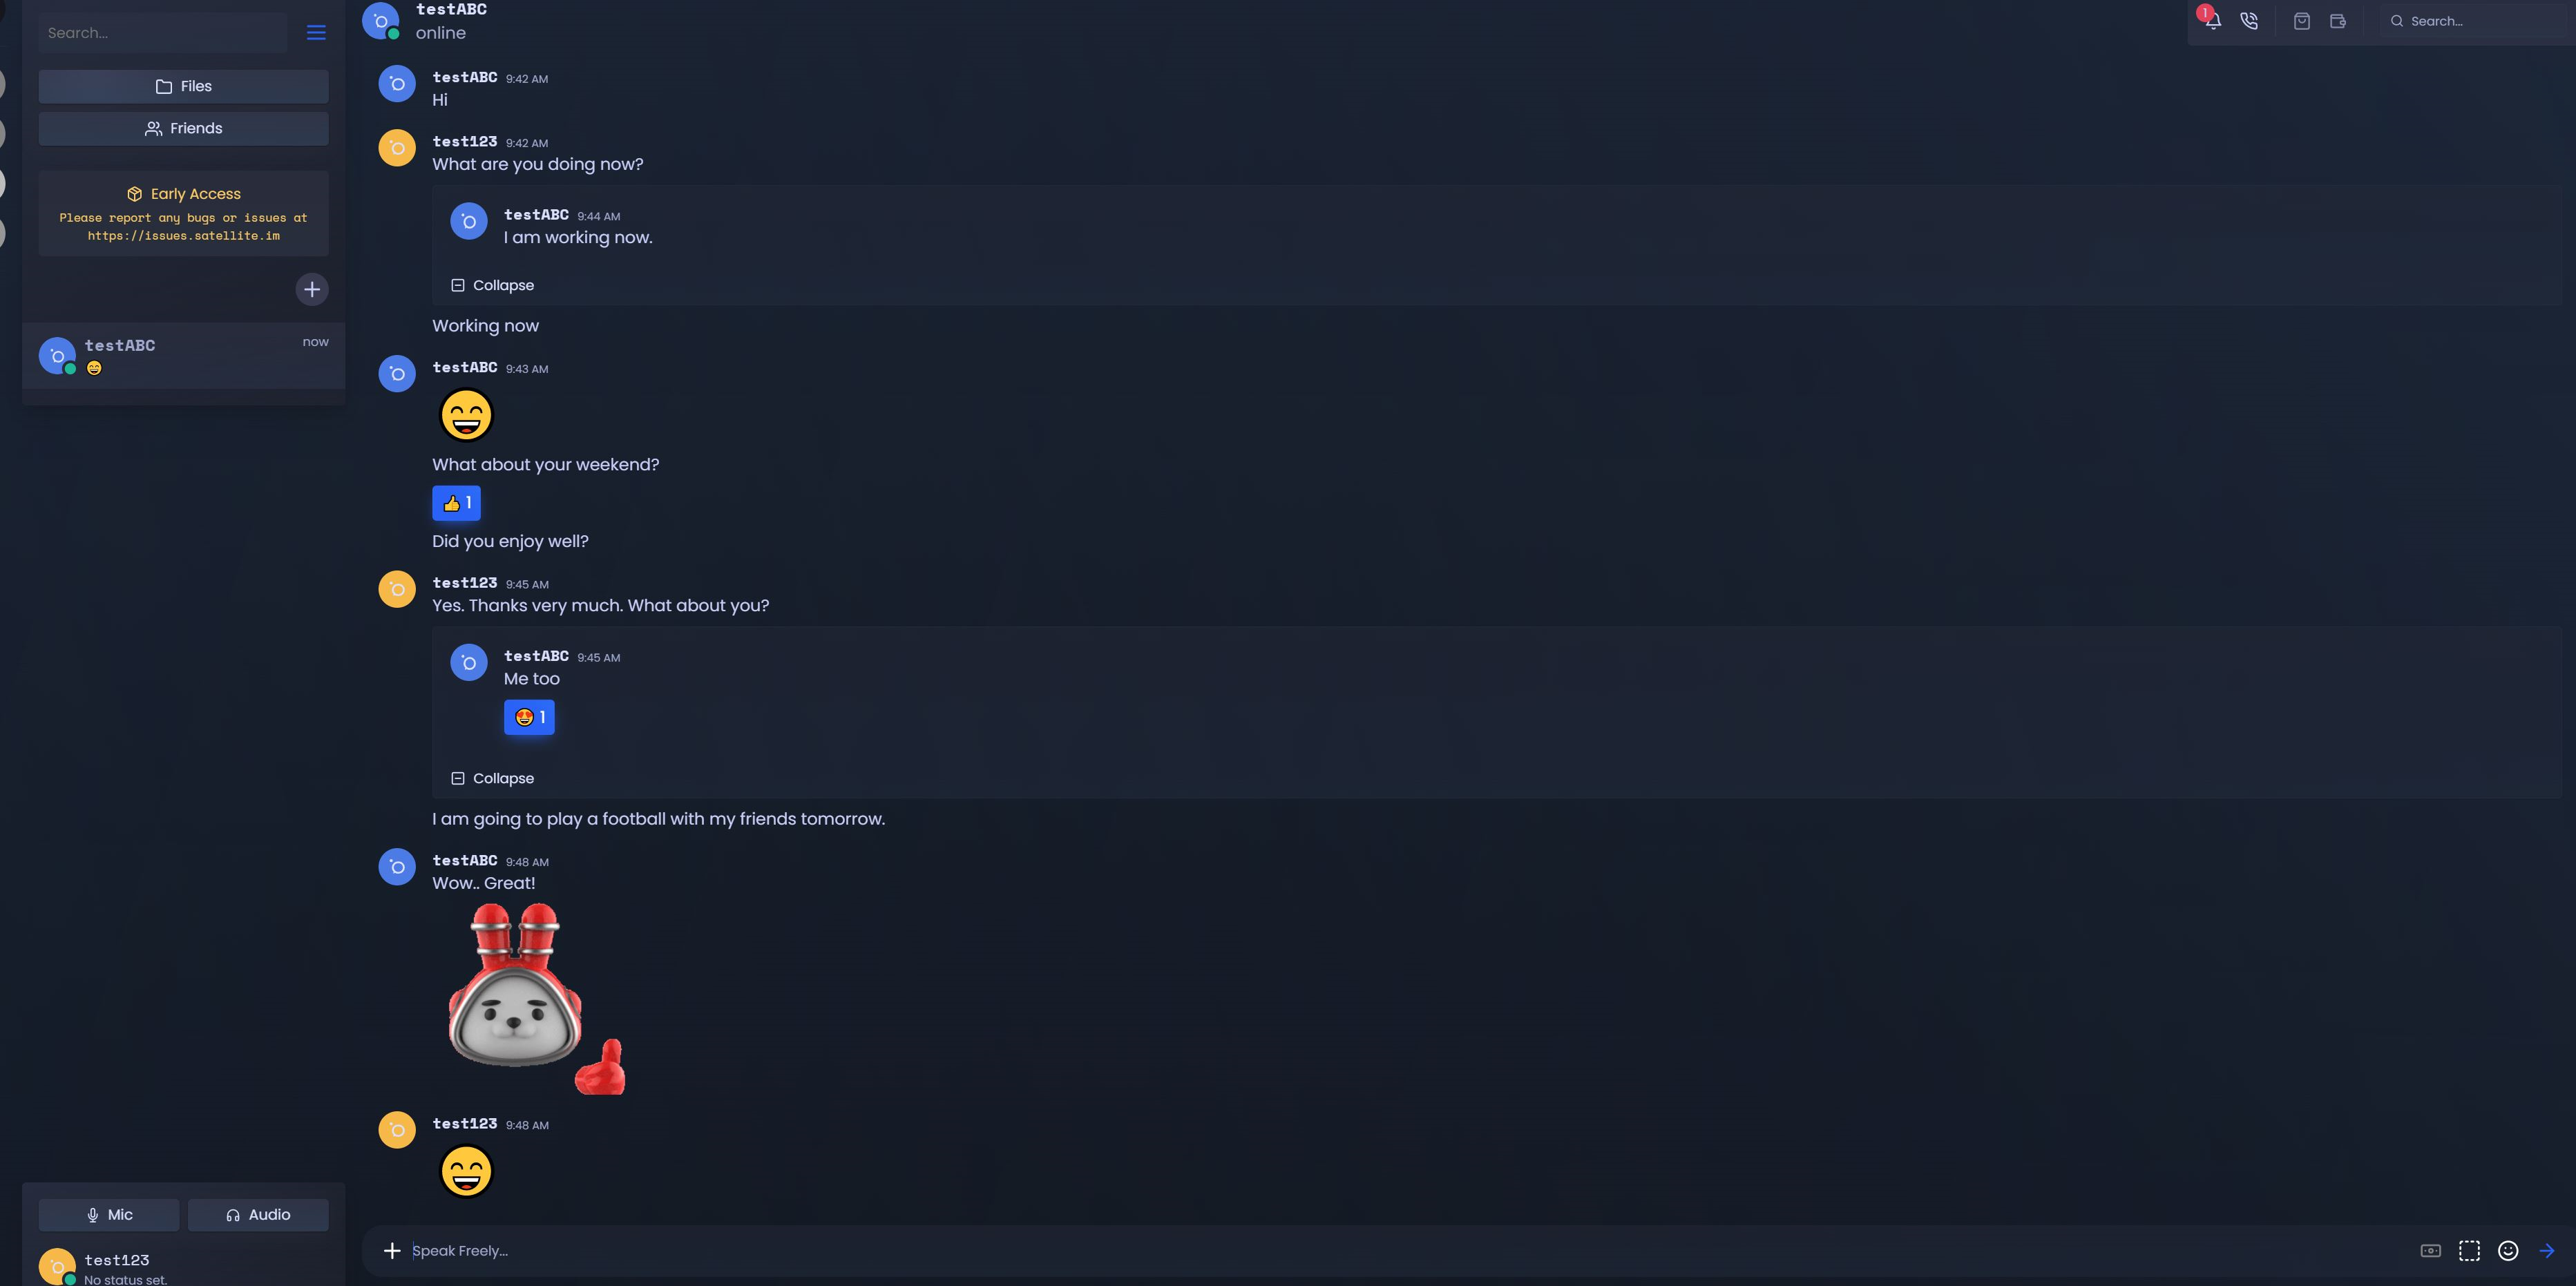 Search...
Files
Friends
Early Access
Please report any bugs or issues at
https://issues.satellite.im
testABC
now
Mic
Audio
test123
No status set.
testABC
online
1
Search...
testABC 9:42 AM
Hi
test123 9:42 AM
What are you doing now?
testABC 9:44 AM
I am working now.
Collapse
Working now
testABC 9:43 AM
What about your weekend?
1
Did you enjoy well?
test123 9:45 AM
Yes. Thanks very much. What about you?
testABC 9:45 AM
Me too
1
Collapse
I am going to play a football with my friends tomorrow.
testABC 9:48 AM
Wow.. Great!
test123 9:48 AM
Speak Freely...